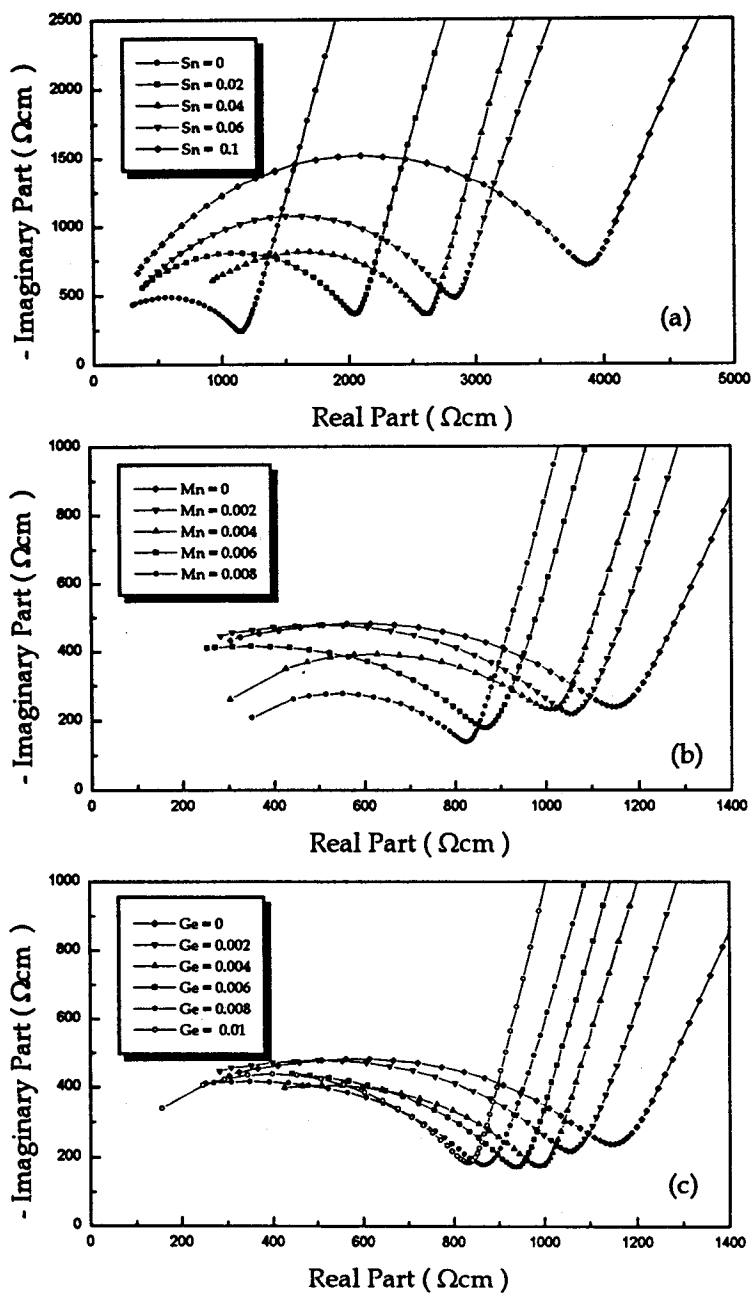 2500
2000
1500
1000
500
0
- Imaginary Part ( Ωcm )
Sn = 0
Sn = 0.02
Sn = 0.04
Sn = 0.06
Sn = 0.1
(a)
0 1000 2000 3000 4000 5000
Real Part ( Ωcm )
1000
800
600
400
200
0
- Imaginary Part ( Ωcm )
Mn = 0
Mn = 0.002
Mn = 0.004
Mn = 0.006
Mn = 0.008
(b)
0 200 400 600 800 1000 1200 1400
Real Part ( Ωcm )
1000
800
600
400
200
0
- Imaginary Part ( Ωcm )
Ge = 0
Ge = 0.002
Ge = 0.004
Ge = 0.006
Ge = 0.008
Ge = 0.01
(c)
0 200 400 600 800 1000 1200 1400
Real Part ( Ωcm )